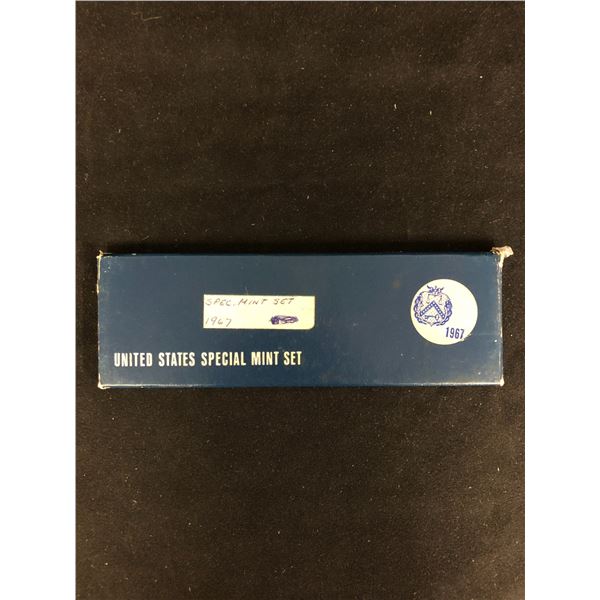 SPEC. MINT SET
1967
UNITED STATES SPECIAL MINT SET
1967